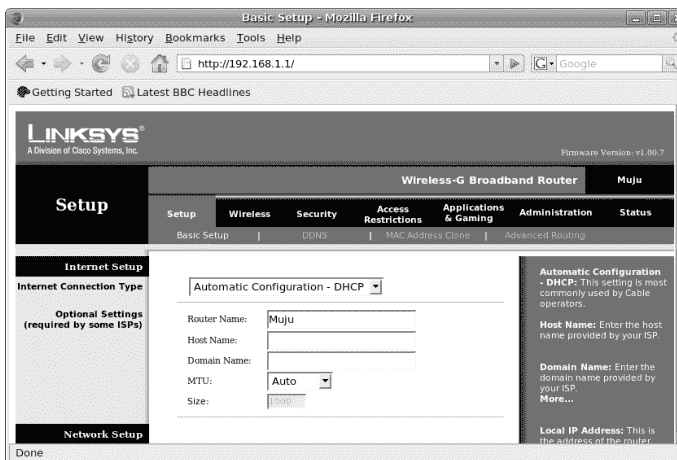 Basic Setup - Mozilla Firefox
File Edit View History Bookmarks Tools Help
http://192.168.1.1/
G
Google
Getting Started Latest BBC Headlines
LINKSYS®
A Division of Cisco Systems, Inc.
Firmware Version: v1.00.7
Wireless-G Broadband Router Muju
Setup
Setup Wireless Security Access Restrictions Applications & Gaming Administration Status
Basic Setup | DDNS | MAC Address Clone | Advanced Routing
Internet Setup
Internet Connection Type
Automatic Configuration - DHCP
Optional Settings
(required by some ISPs)
Router Name: Muju
Host Name:
Domain Name:
MTU: Auto
Size: 1500
Network Setup
Automatic Configuration
- DHCP: This setting is most
commonly used by Cable
operators.
Host Name: Enter the host
name provided by your ISP.
Domain Name: Enter the
domain name provided by
your ISP.
More...
Local IP Address: This is
the address of the router
Done